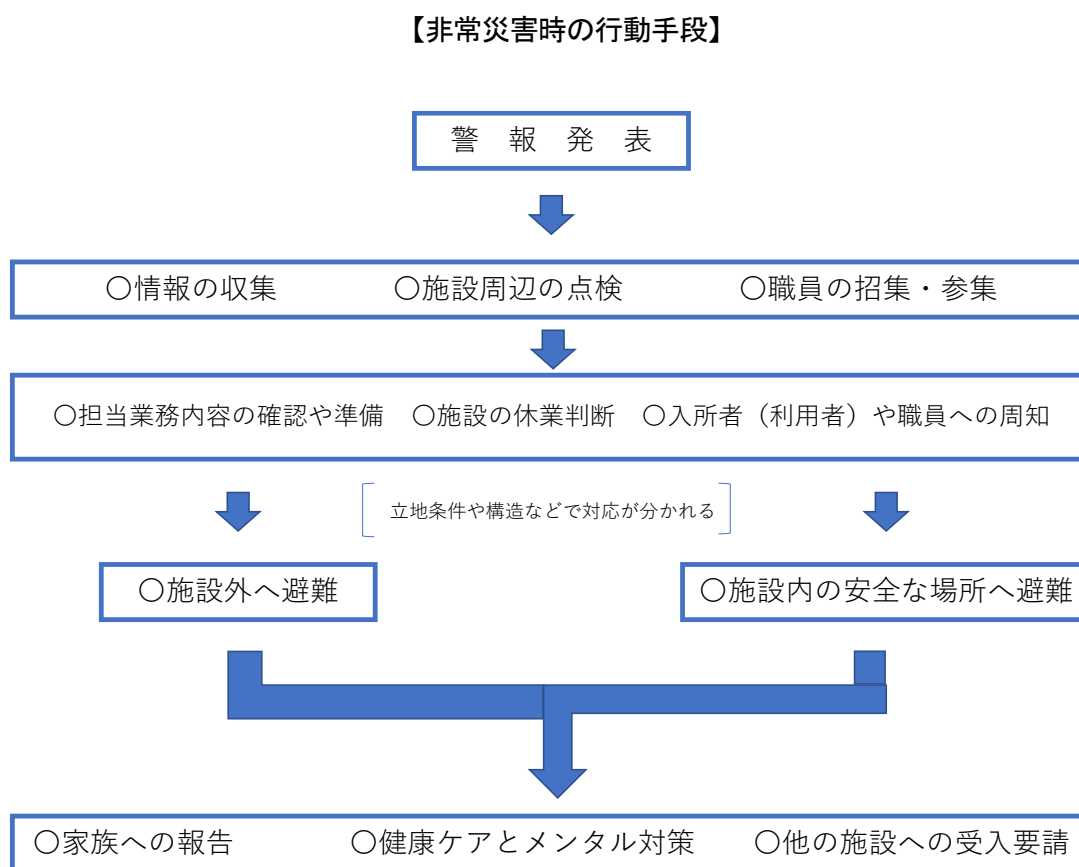 【非常災害時の行動手段】
警 報 発 表
〇情報の収集 〇施設周辺の点検 〇職員の招集・参集
〇担当業務内容の確認や準備 〇施設の休業判断 〇入所者（利用者）や職員への周知
立地条件や構造などで対応が分かれる
〇施設外へ避難 〇施設内の安全な場所へ避難
〇家族への報告 〇健康ケアとメンタル対策 〇他の施設への受入要請